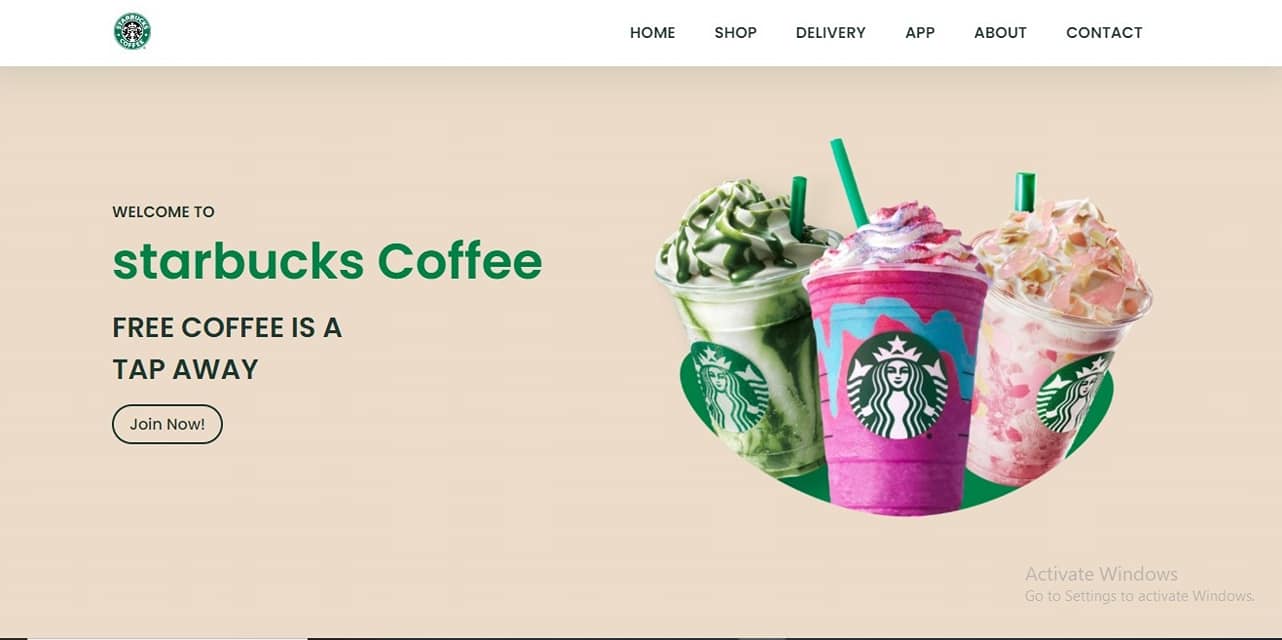 STARBUCKS
COFFEE
HOME
SHOP
DELIVERY
APP
ABOUT
CONTACT
WELCOME TO
starbucks Coffee
FREE COFFEE IS A
TAP AWAY
Join Now!
Activate Windows
Go to Settings to activate Windows.